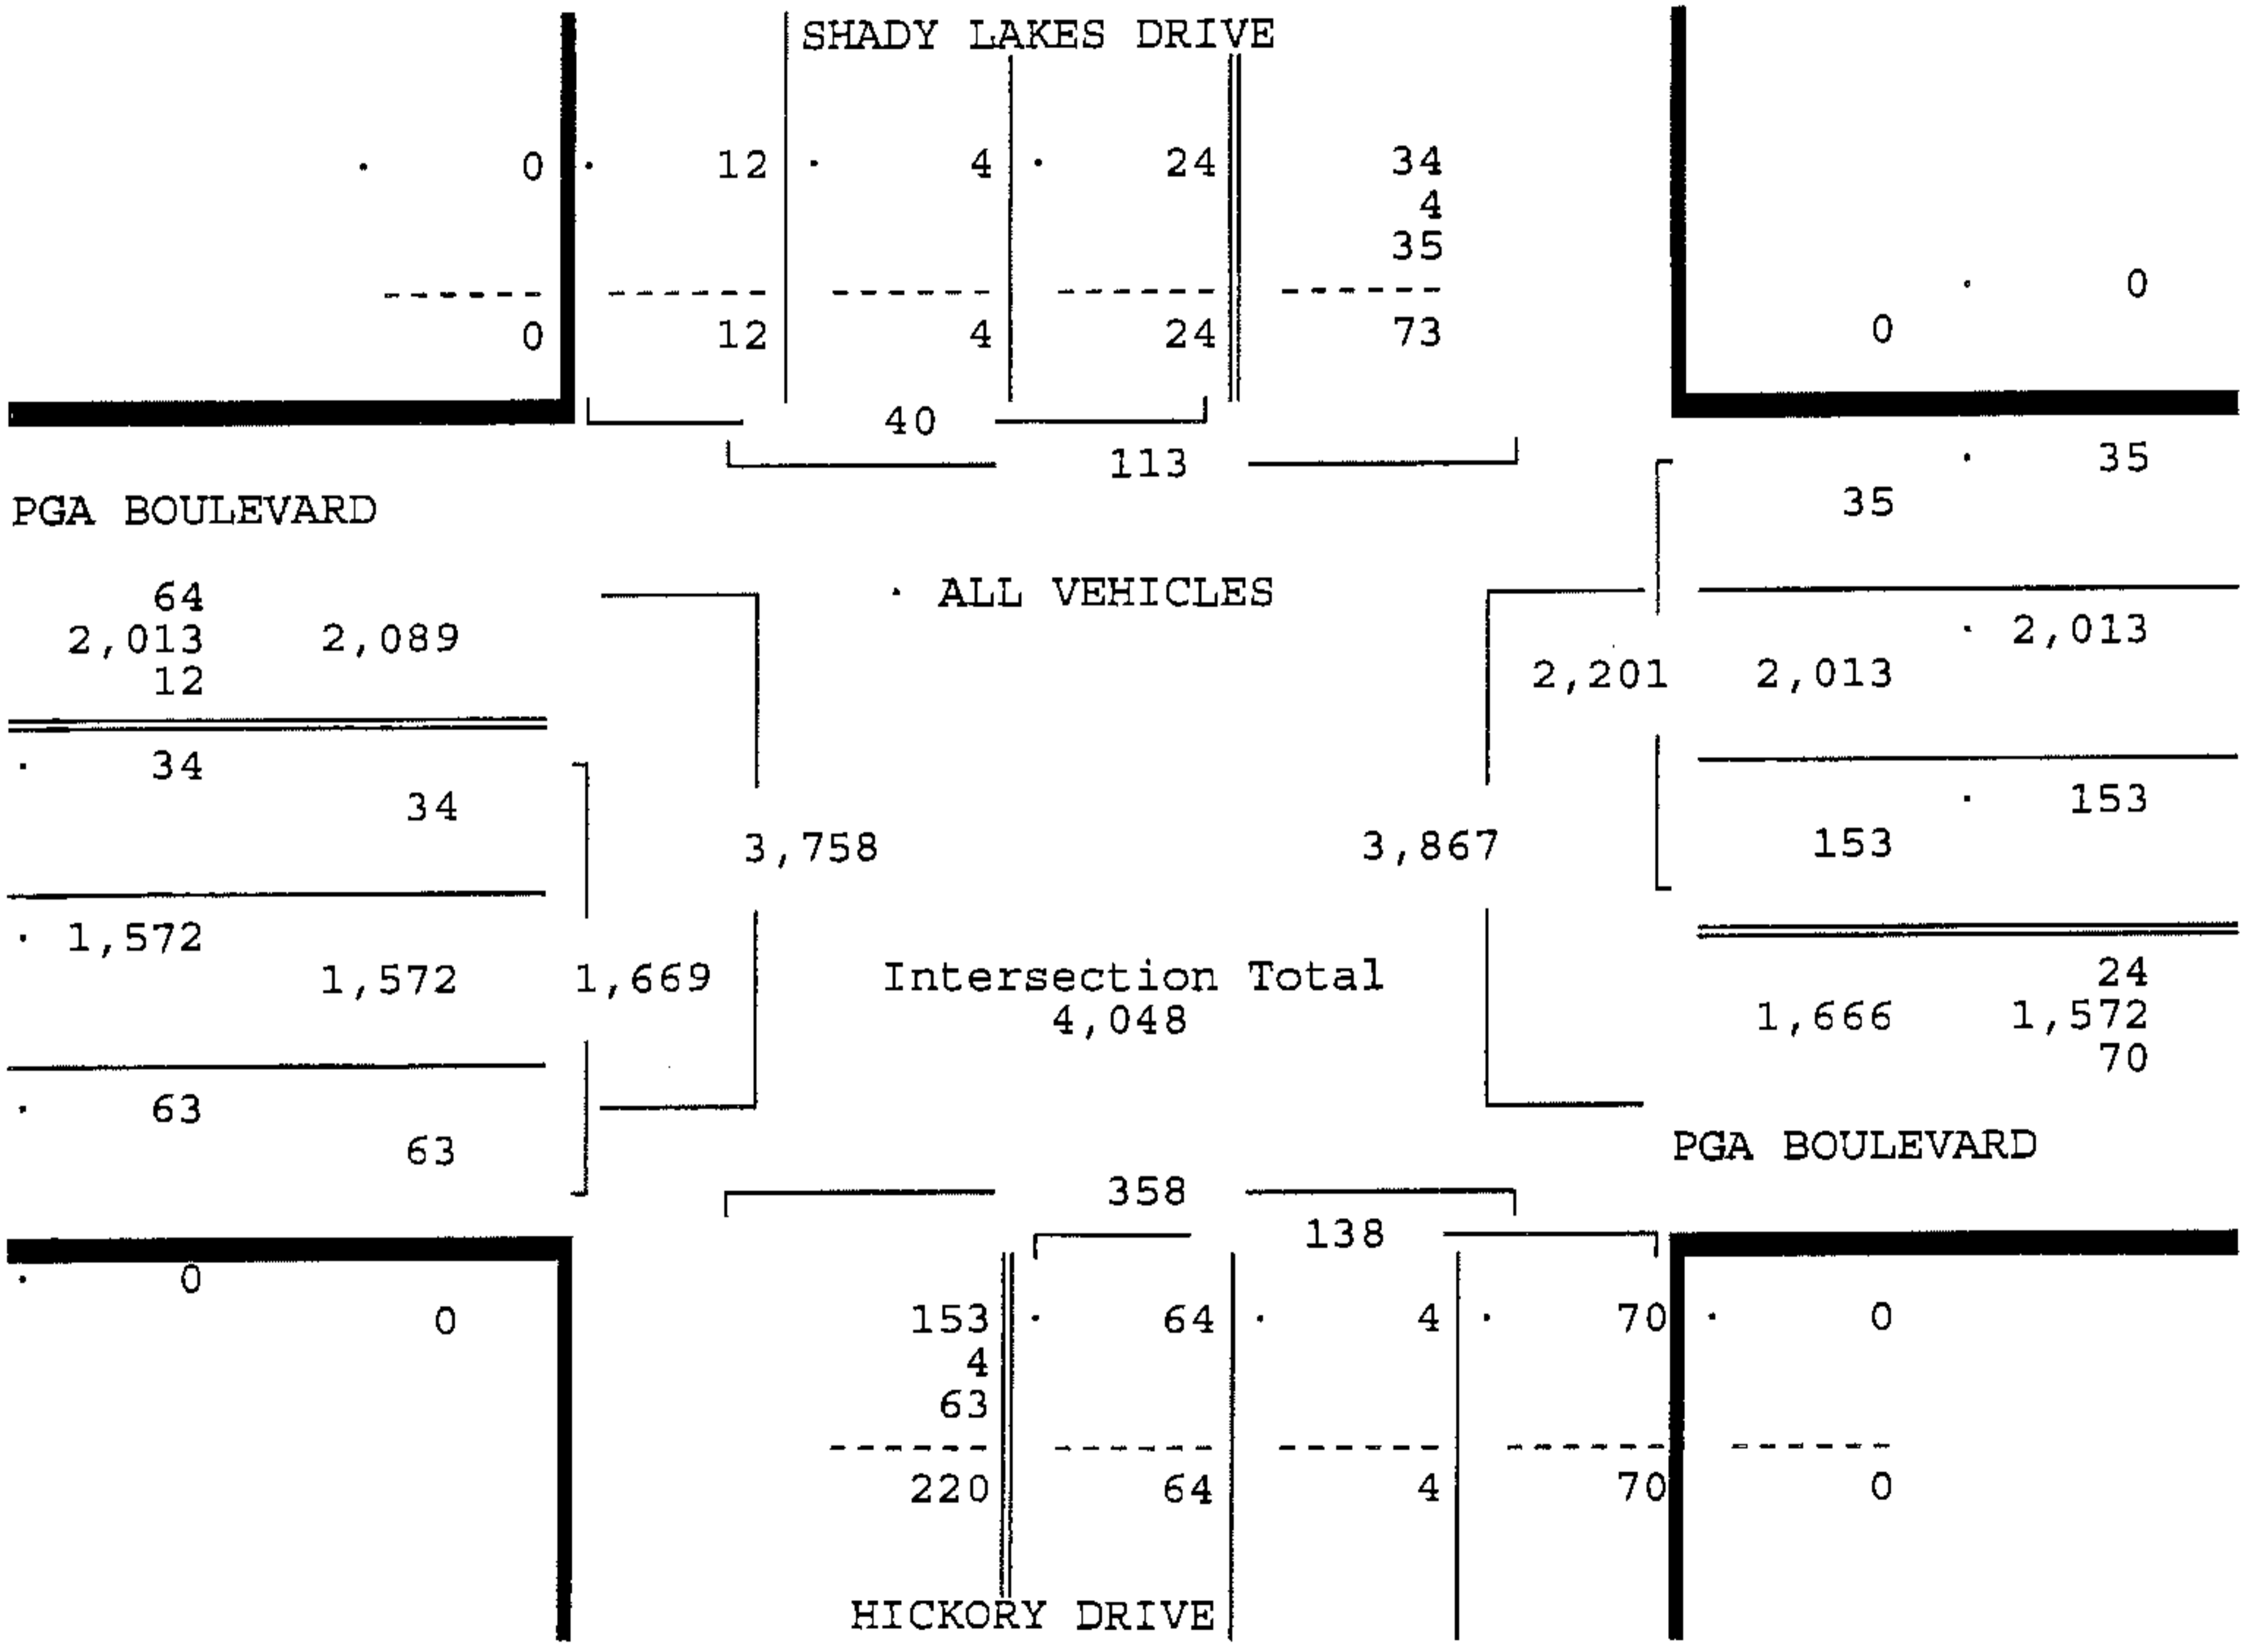 SHADY LAKES DRIVE
· 0 · 12 · 4 · 24 34
4
35
· 0
------ ------ ------ ------ ------
0 12 4 24 73
0
40
113
· 35
PGA BOULEVARD
35
64
· ALL VEHICLES
2,013 2,089
· 2,013
12
2,201 2,013
· 34
34
· 153
3,758
3,867
153
· 1,572
1,572 1,669
Intersection Total
24
4,048
1,666 1,572
70
· 63
63
PGA BOULEVARD
358
138
· 0
0
153 · 64 · 4 · 70 · 0
4
63
------ ------ ------ ------ ------
220 64 4 70 0
HICKORY DRIVE